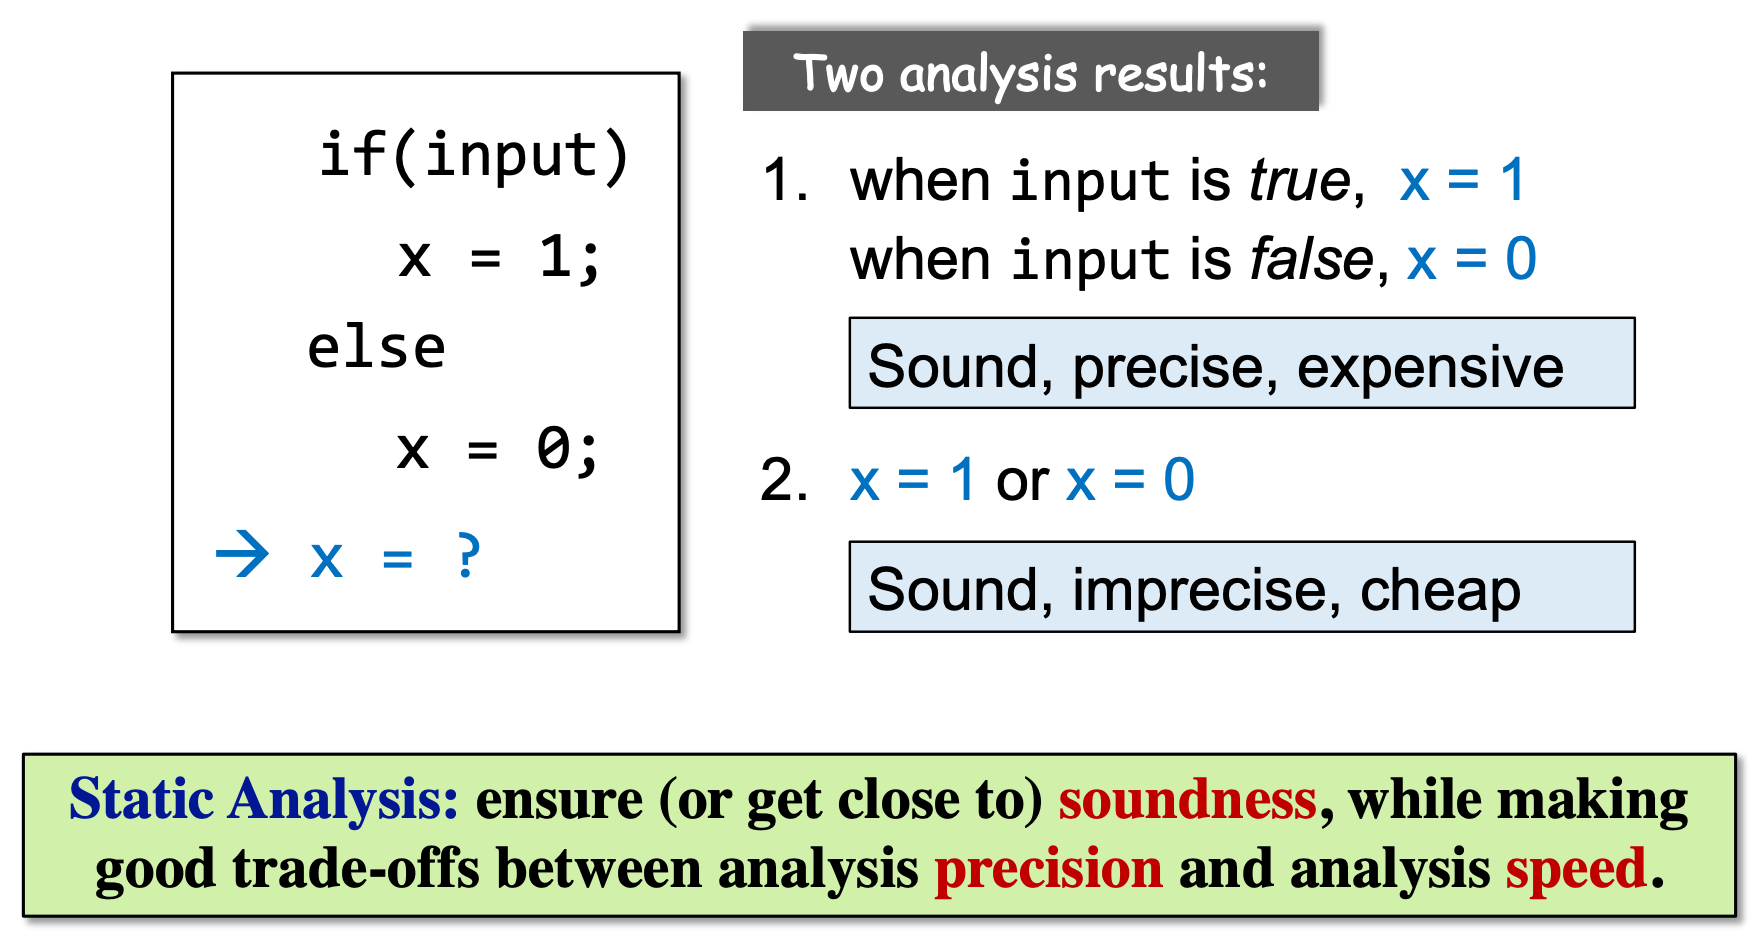 if(input)
x = 1;
else
x = 0;
→ x = ?
Two analysis results:
1. when input is true, x = 1
when input is false, x = 0
Sound, precise, expensive
2. x = 1 or x = 0
Sound, imprecise, cheap
Static Analysis: ensure (or get close to) soundness, while making
good trade-offs between analysis precision and analysis speed.